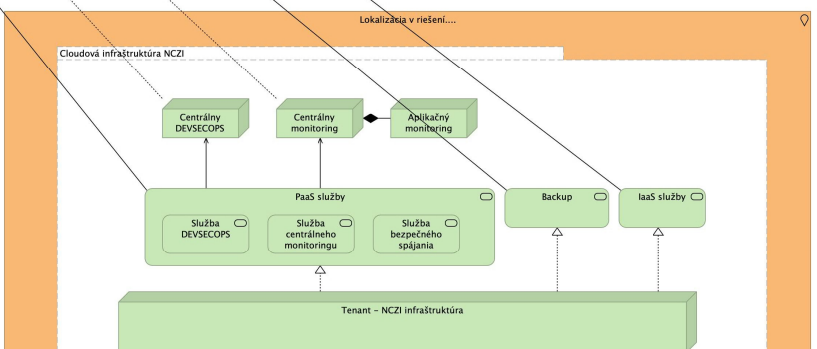 Lokalizácia v riešení....
Cloudová infraštruktúra NCZI
Centrálny
DEVSECOPS
Centrálny
monitoring
Aplikačný
monitoring
PaaS služby
Služba
DEVSECOPS
Služba
centrálneho
monitoringu
Služba
bezpečného
spájania
Backup
IaaS služby
Tenant – NCZI infraštruktúra